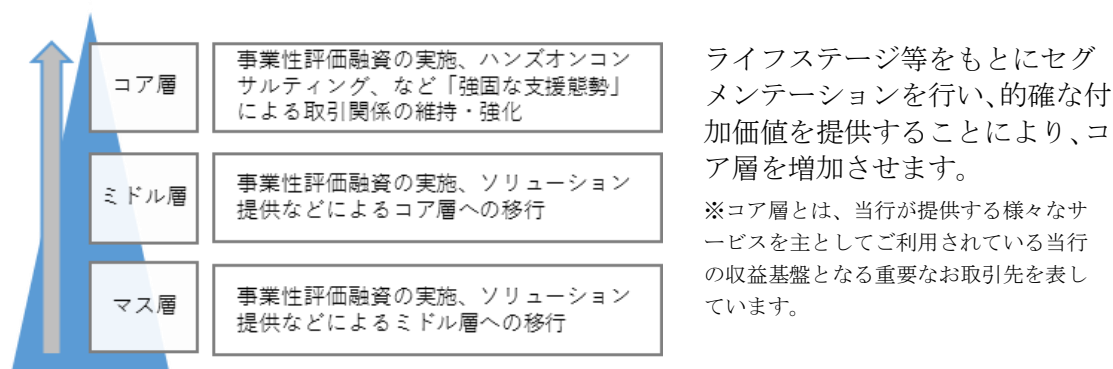 コア層
事業性評価融資の実施、ハンズオンコン
サルティング、など「強固な支援態勢」
による取引関係の維持・強化
ミドル層
事業性評価融資の実施、ソリューション
提供などによるコア層への移行
マス層
事業性評価融資の実施、ソリューション
提供などによるミドル層への移行
ライフステージ等をもとにセグ
メンテーションを行い、的確な付
加価値を提供することにより、コ
ア層を増加させます。
※コア層とは、当行が提供する様々なサ
ービスを主としてご利用されている当行
の収益基盤となる重要なお取引先を表し
ています。